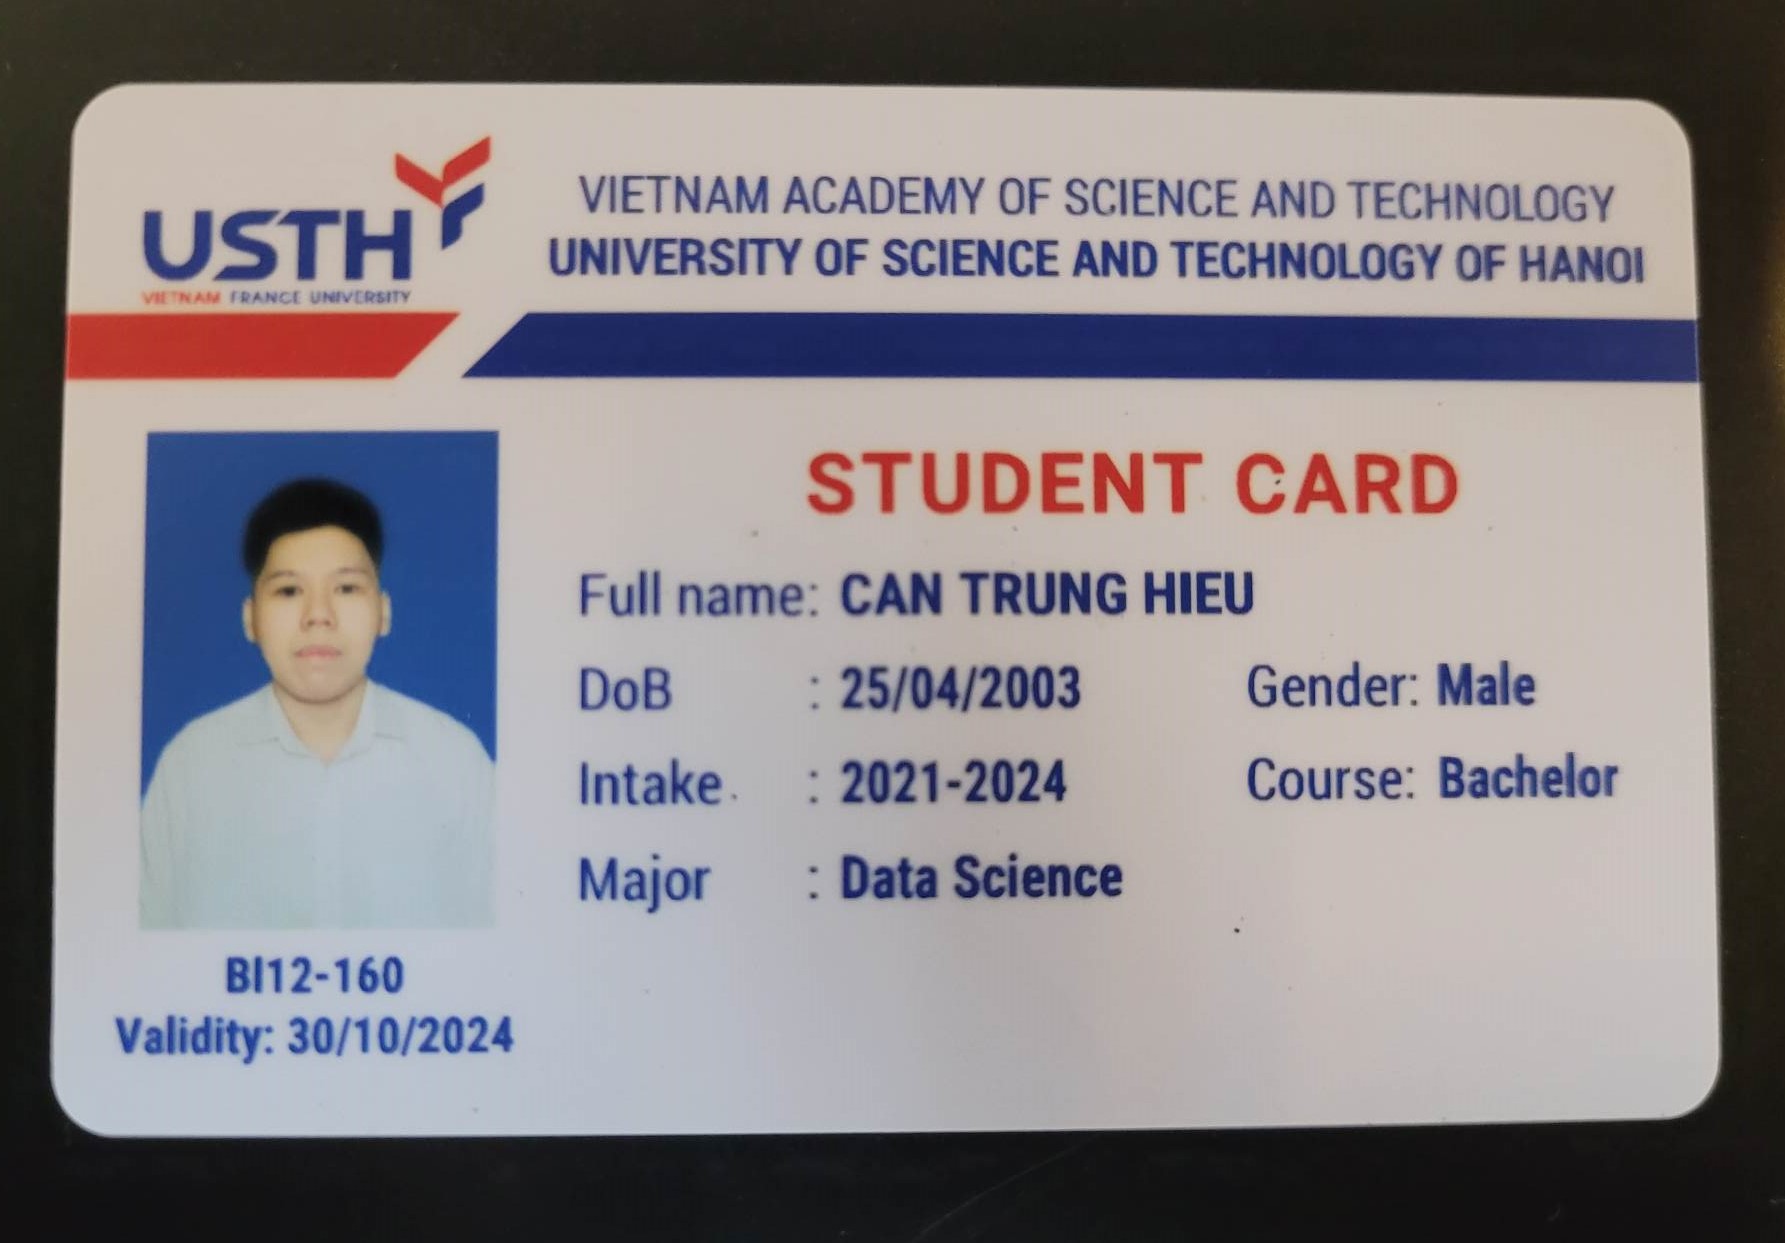 USTH
VIETNAM FRANCE UNIVERSITY
VIETNAM ACADEMY OF SCIENCE AND TECHNOLOGY
UNIVERSITY OF SCIENCE AND TECHNOLOGY OF HANOI
STUDENT CARD
Full name: CAN TRUNG HIEU
DoB : 25/04/2003 Gender: Male
Intake : 2021-2024 Course: Bachelor
Major : Data Science
BI12-160
Validity: 30/10/2024